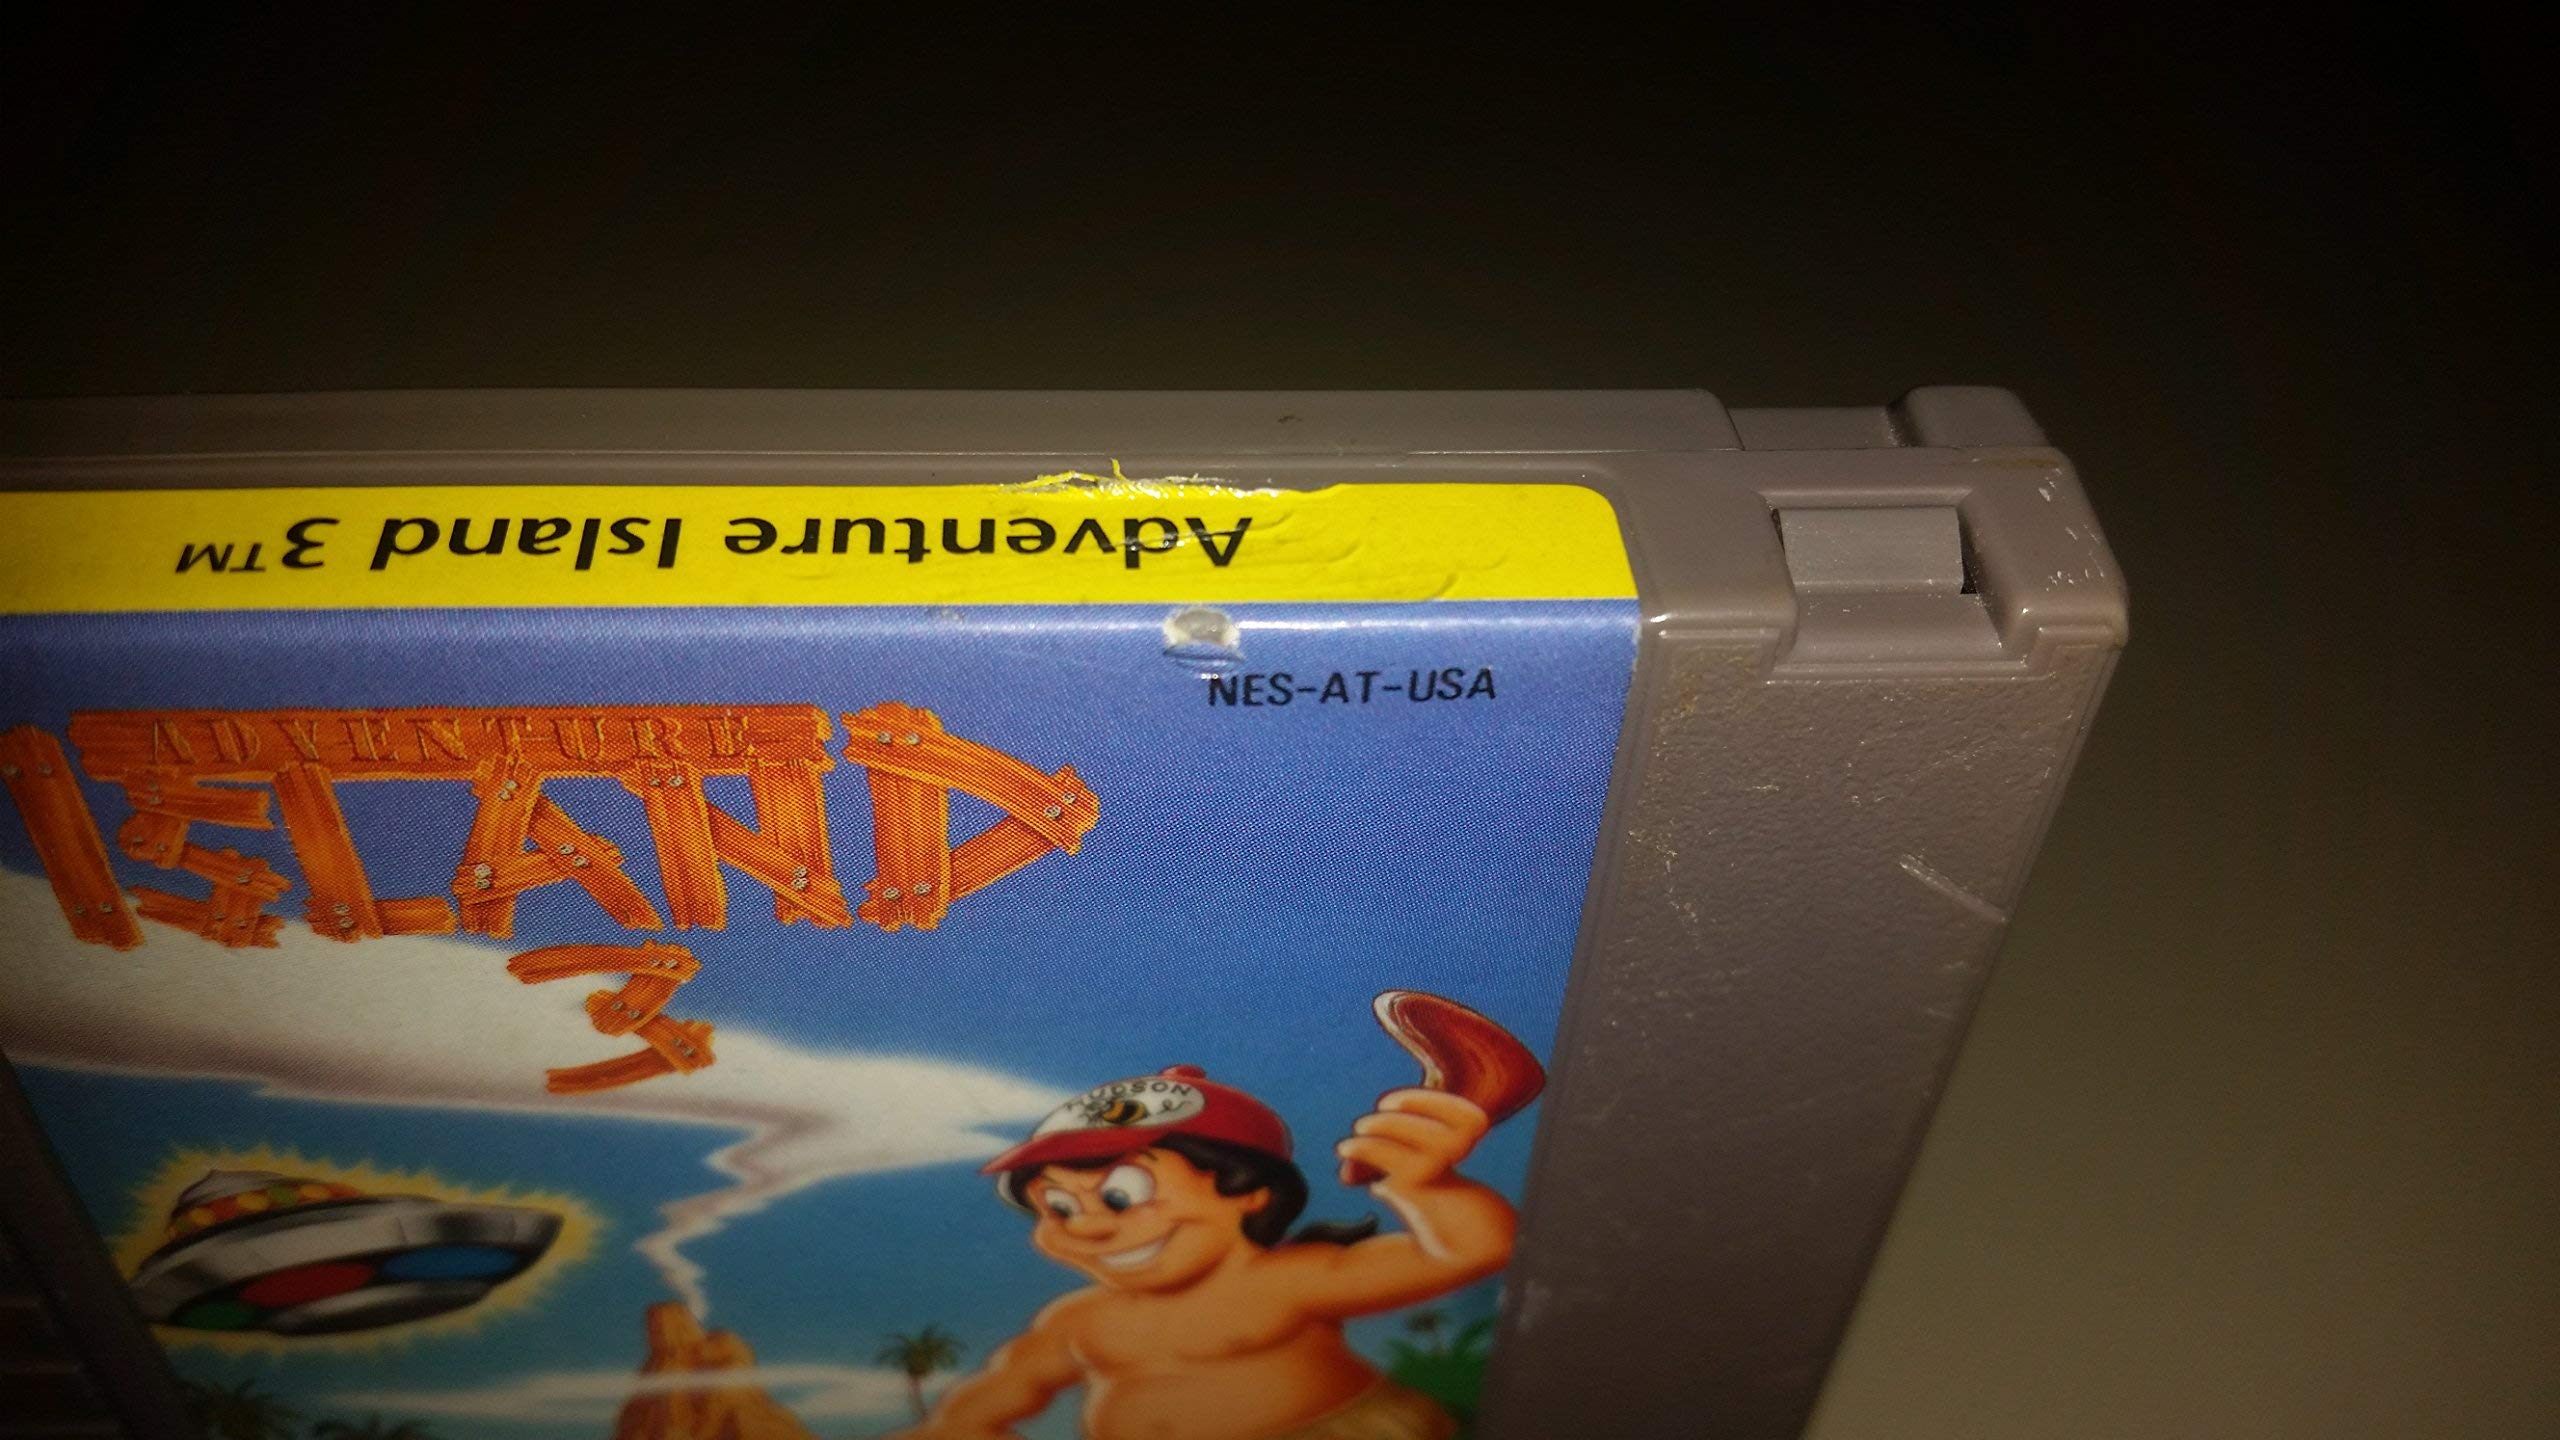 Adventure Island 3™
NES-AT-USA
ADVENTURE
ISLAND
3
HUDSON